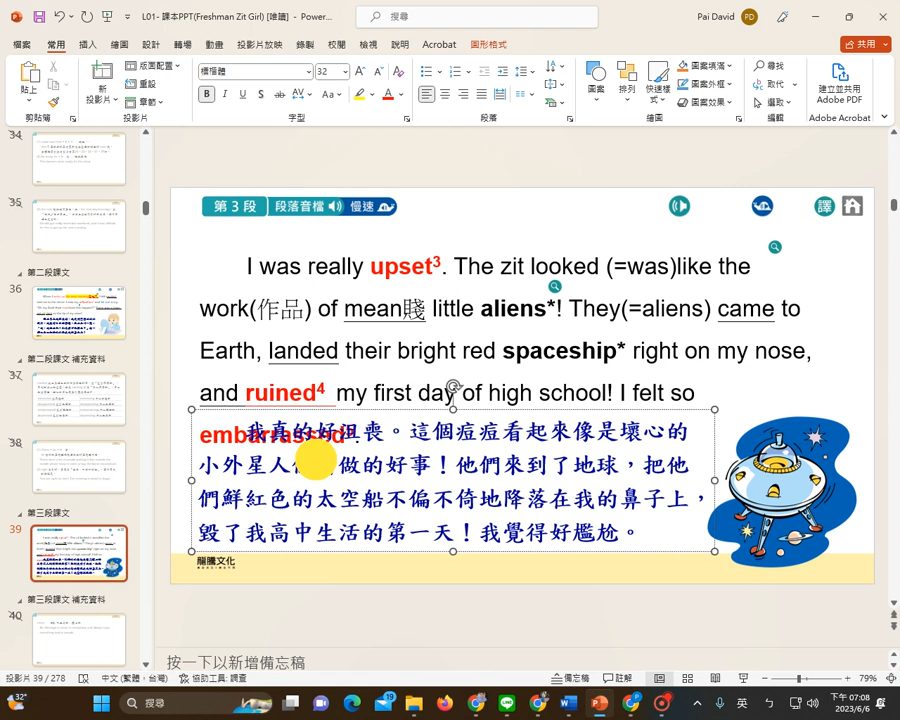 L01- 課本PPT(Freshman Zit Girl) [唯讀] - Power...
搜尋
Pai David
PD
檔案 常用 插入 繪圖 設計 轉場 動畫 投影片放映 錄製 校閱 檢視 說明 Acrobat 圖形格式
共用
貼上
剪貼簿
新
投影片
版面配置
重設
章節
投影片
標楷體
32
B I U S ab AV Aa A A
字型
段落
圖案
排列
快速樣
式
圖案填滿
圖案外框
圖案效果
繪圖
尋找
取代
選取
編輯
建立並共用
Adobe PDF
Adobe Acrobat
34
35
第二段課文
36
第二段課文 補充資料
37
38
第三段課文
39
第三段課文 補充資料
40
第 3 段 段落音檔 慢速
譯
I was really upset³. The zit looked (=was)like the
work(作品) of mean賤 little aliens*! They(=aliens) came to
Earth, landed their bright red spaceship* right on my nose,
and ruined⁴ my first day of high school! I felt so
我真的好沮喪。這個痘痘看起來像是壞心的
做的好事！他們來到了地球，把他
們鮮紅色的太空船不偏不倚地降落在我的鼻子上，
毀了我高中生活的第一天！我覺得好尷尬。
龍騰文化
按一下以新增備忘稿
投影片 39 / 278 中文 (繁體，台灣) 協助工具: 調查 備忘稿 註解 79%
32°
搜尋
19
英
下午 07:08
2023/6/6